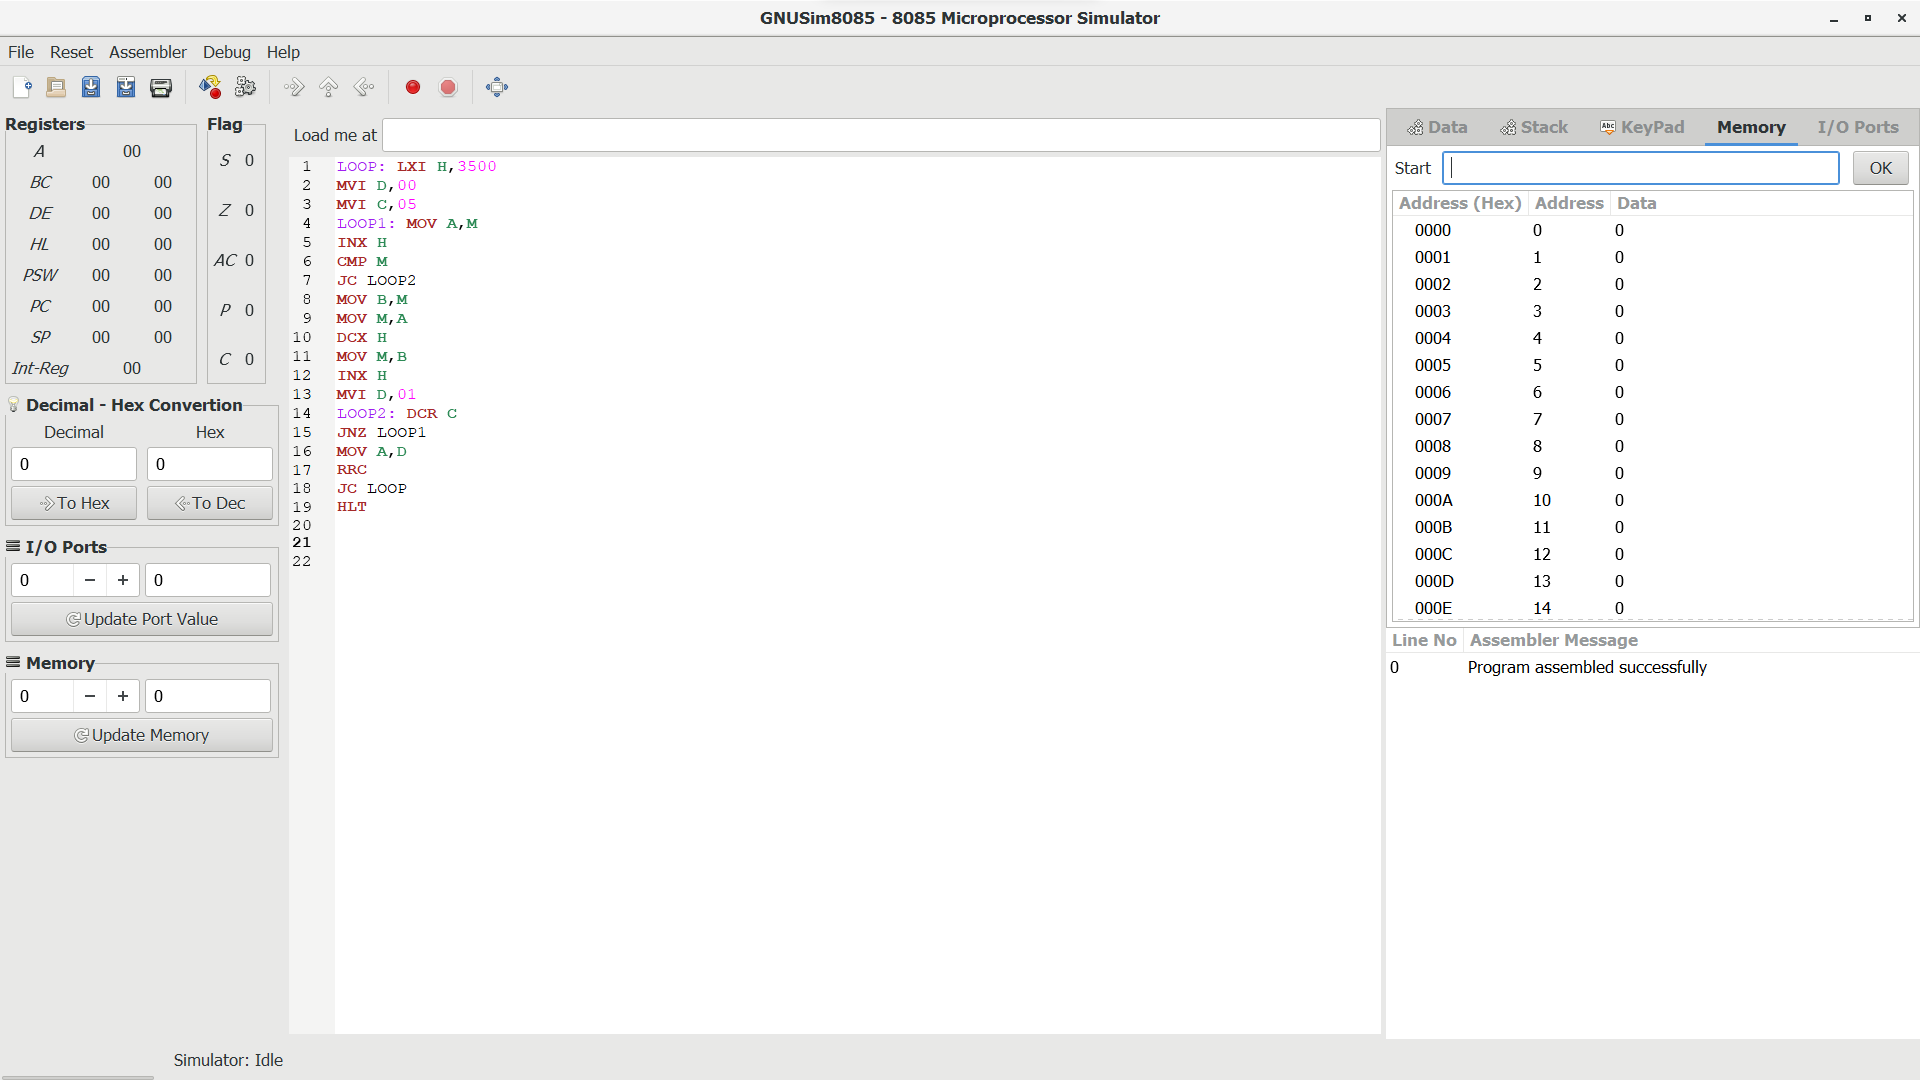 GNUSim8085 - 8085 Microprocessor Simulator
File Reset Assembler Debug Help
Registers
A 00
BC 00 00
DE 00 00
HL 00 00
PSW 00 00
PC 00 00
SP 00 00
Int-Reg 00
Flag
S 0
Z 0
AC 0
P 0
C 0
Decimal - Hex Convertion
Decimal Hex
0 0
To Hex To Dec
I/O Ports
0 − + 0
Update Port Value
Memory
0 − + 0
Update Memory
Load me at
1 LOOP: LXI H,3500
2 MVI D,00
3 MVI C,05
4 LOOP1: MOV A,M
5 INX H
6 CMP M
7 JC LOOP2
8 MOV B,M
9 MOV M,A
10 DCX H
11 MOV M,B
12 INX H
13 MVI D,01
14 LOOP2: DCR C
15 JNZ LOOP1
16 MOV A,D
17 RRC
18 JC LOOP
19 HLT
20
21
22
Data Stack Abc KeyPad Memory I/O Ports
Start OK
Address (Hex) Address Data
0000 0 0
0001 1 0
0002 2 0
0003 3 0
0004 4 0
0005 5 0
0006 6 0
0007 7 0
0008 8 0
0009 9 0
000A 10 0
000B 11 0
000C 12 0
000D 13 0
000E 14 0
Line No Assembler Message
0 Program assembled successfully
Simulator: Idle